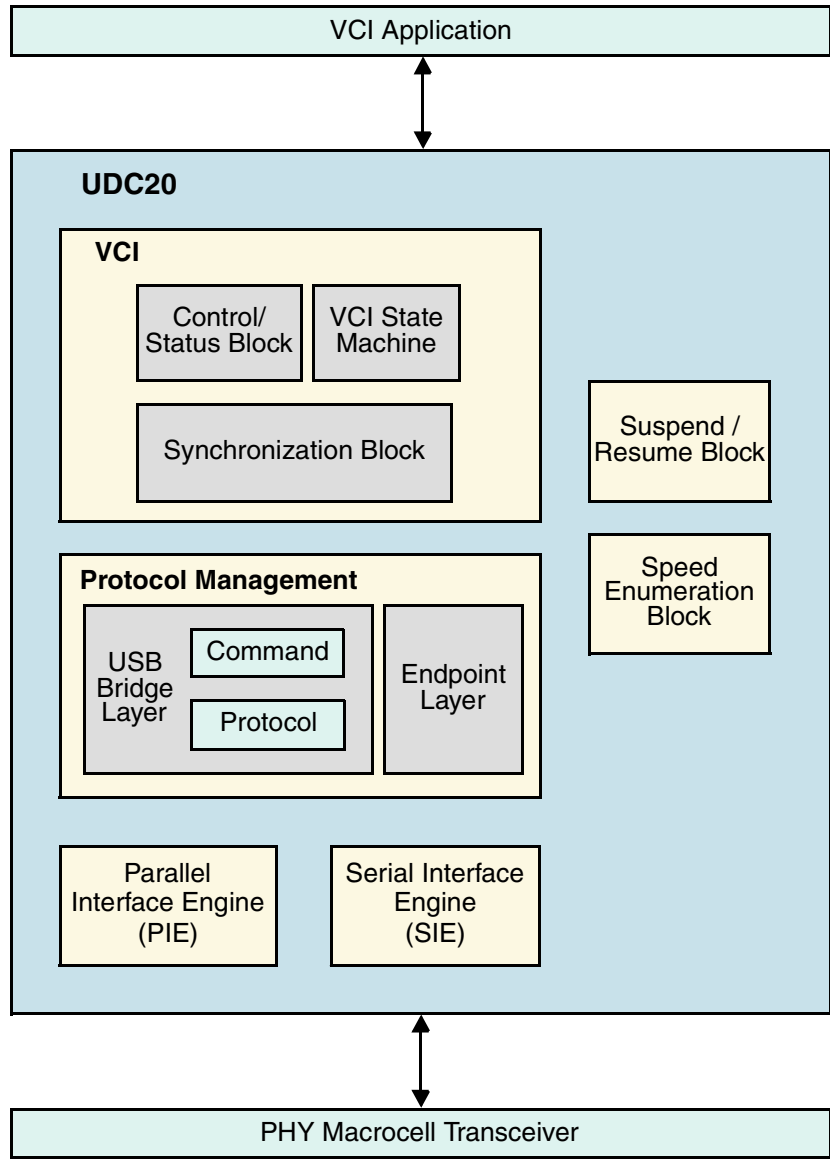 VCI Application
UDC20
VCI
Control/
Status Block
VCI State
Machine
Synchronization Block
Suspend /
Resume Block
Protocol Management
USB
Bridge
Layer
Command
Protocol
Endpoint
Layer
Speed
Enumeration
Block
Parallel
Interface Engine
(PIE)
Serial Interface
Engine
(SIE)
PHY Macrocell Transceiver